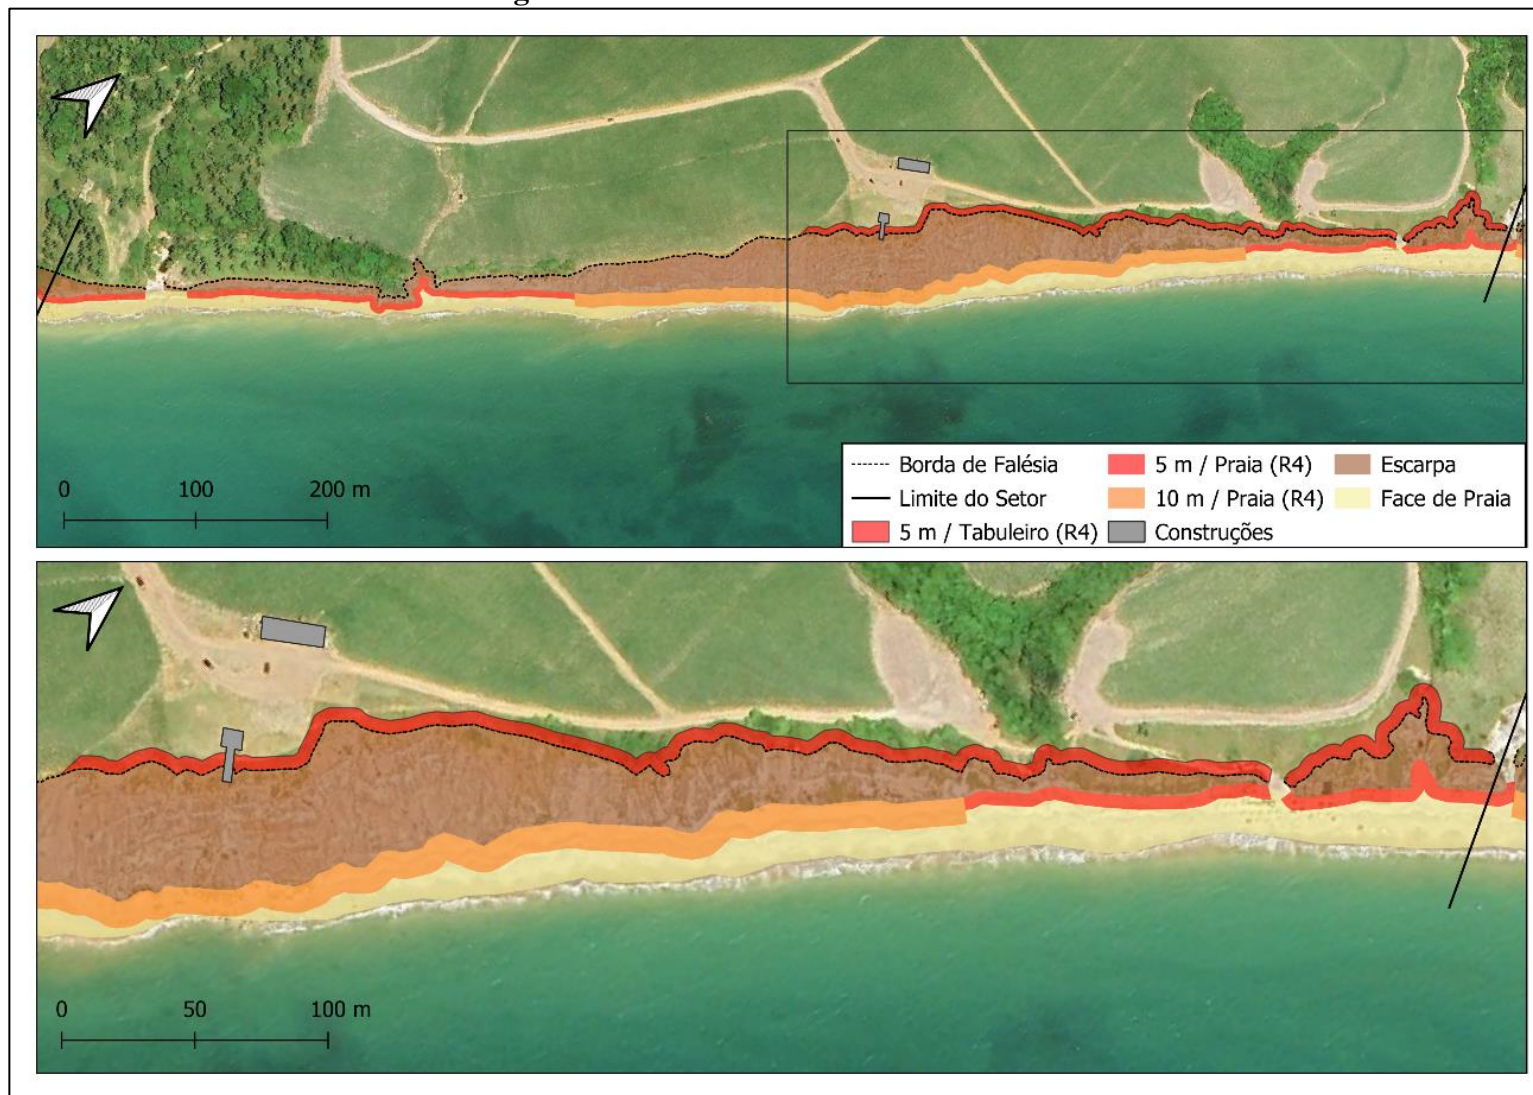 0 100 200 m
Borda de Falésia
Limite do Setor
5 m / Tabuleiro (R4)
5 m / Praia (R4)
10 m / Praia (R4)
Construções
Escarpa
Face de Praia
0 50 100 m